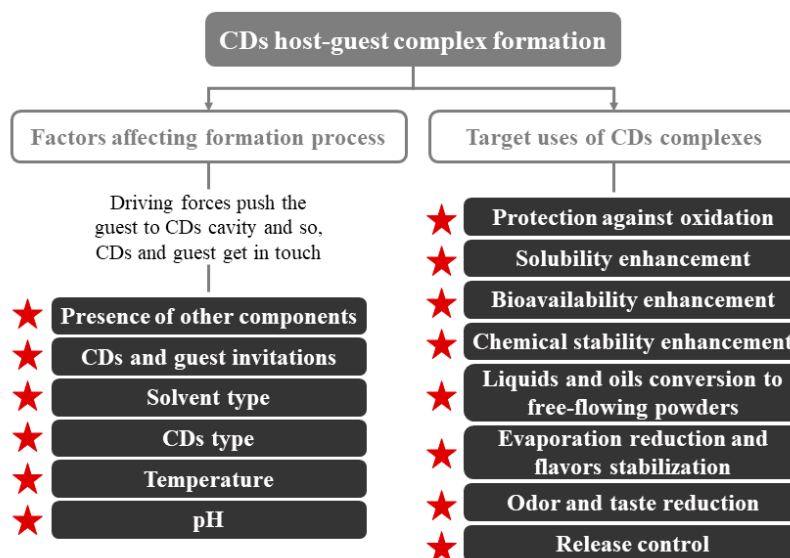 CDs host-guest complex formation
Factors affecting formation process
Driving forces push the
guest to CDs cavity and so,
CDs and guest get in touch
Presence of other components
CDs and guest invitations
Solvent type
CDs type
Temperature
pH
Target uses of CDs complexes
Protection against oxidation
Solubility enhancement
Bioavailability enhancement
Chemical stability enhancement
Liquids and oils conversion to
free-flowing powders
Evaporation reduction and
flavors stabilization
Odor and taste reduction
Release control